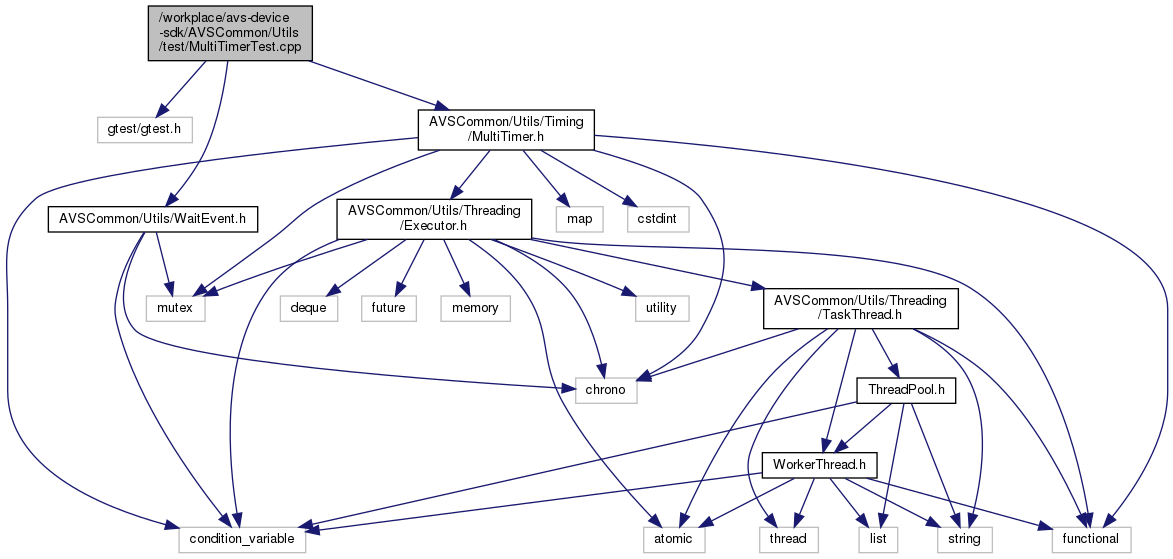 /workplace/avs-device
-sdk/AVSCommon/Utils
/test/MultiTimerTest.cpp
gtest/gtest.h
AVSCommon/Utils/Timing
/MultiTimer.h
AVSCommon/Utils/WaitEvent.h
AVSCommon/Utils/Threading
/Executor.h
map
cstdint
mutex
deque
future
memory
utility
AVSCommon/Utils/Threading
/TaskThread.h
chrono
ThreadPool.h
WorkerThread.h
condition_variable
atomic
thread
list
string
functional